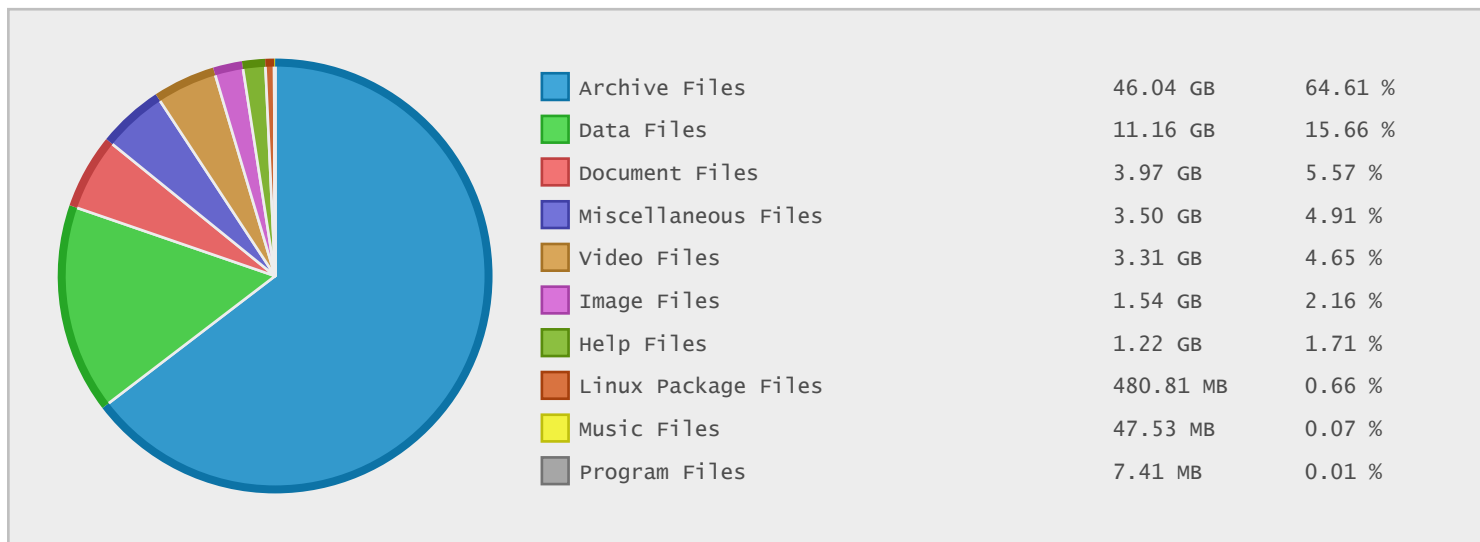 Archive Files 46.04 GB 64.61 %
Data Files 11.16 GB 15.66 %
Document Files 3.97 GB 5.57 %
Miscellaneous Files 3.50 GB 4.91 %
Video Files 3.31 GB 4.65 %
Image Files 1.54 GB 2.16 %
Help Files 1.22 GB 1.71 %
Linux Package Files 480.81 MB 0.66 %
Music Files 47.53 MB 0.07 %
Program Files 7.41 MB 0.01 %